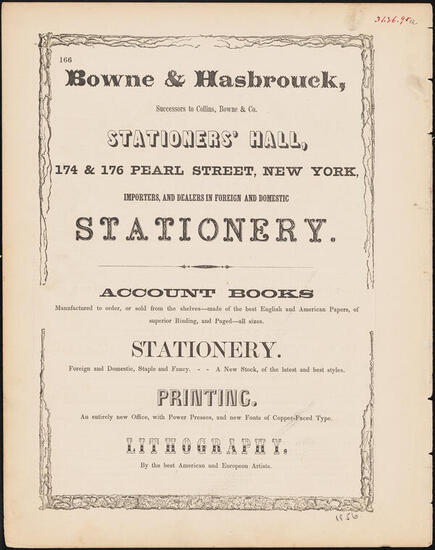 31.36.95a
166
Bowne & Hasbrouck,
Successors to Collins, Bowne & Co.
STATIONERS' HALL,
174 & 176 PEARL STREET, NEW YORK,
IMPORTERS, AND DEALERS IN FOREIGN AND DOMESTIC
STATIONERY.
ACCOUNT BOOKS
Manufactured to order, or sold from the shelves—made of the best English and American Papers, of
superior Binding, and Paged—all sizes.
STATIONERY.
Foreign and Domestic, Staple and Fancy. - - A New Stock, of the latest and best styles.
PRINTING.
An entirely new Office, with Power Presses, and new Fonts of Copper-Faced Type.
LITHOGRAPHY,
By the best American and European Artists.
1856